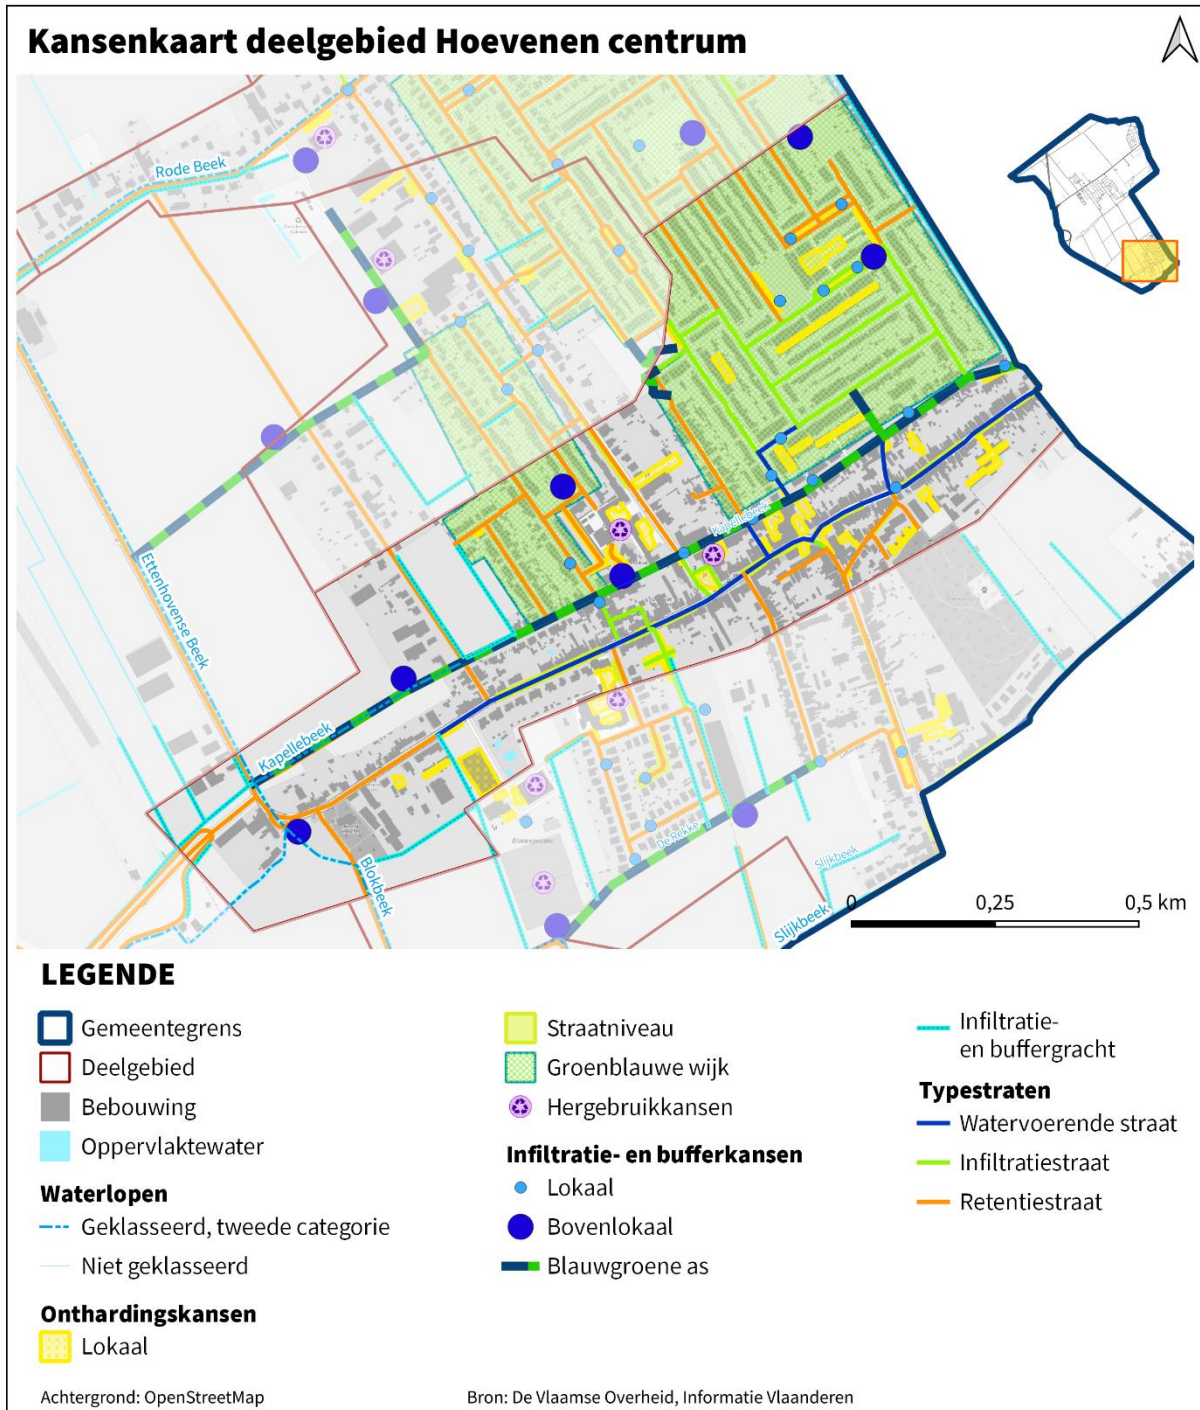 Kansenkaart deelgebied Hoevenen centrum
Rode Beek
Ettenhovense Beek
Kapellebeek
Kapellebeek
Blokbeek
De Rekke
Slijkbeek
Slijkbeek
0 0,25 0,5 km
LEGENDE
Gemeentegrens
Deelgebied
Bebouwing
Oppervlaktewater
Waterlopen
Geklasseerd, tweede categorie
Niet geklasseerd
Onthardingskansen
Lokaal
Straatniveau
Groenblauwe wijk
Hergebruikkansen
Infiltratie- en bufferkansen
Lokaal
Bovenlokaal
Blauwgroene as
Infiltratie-
en buffergracht
Typestraten
Watervoerende straat
Infiltratiestraat
Retentiestraat
Achtergrond: OpenStreetMap
Bron: De Vlaamse Overheid, Informatie Vlaanderen